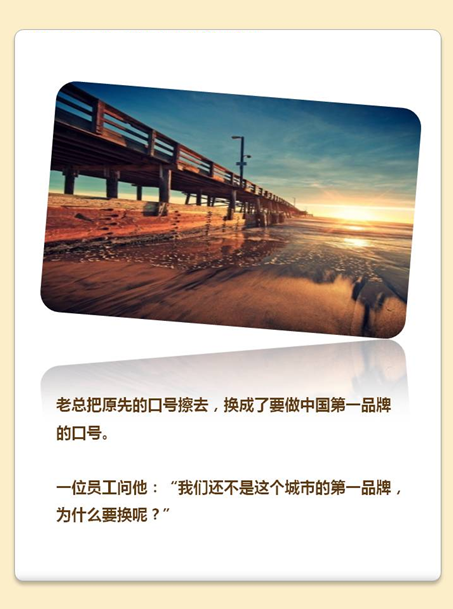 老总把原先的口号擦去，换成了要做中国第一品牌
的口号。
一位员工问他：“我们还不是这个城市的第一品牌，
为什么要换呢？”